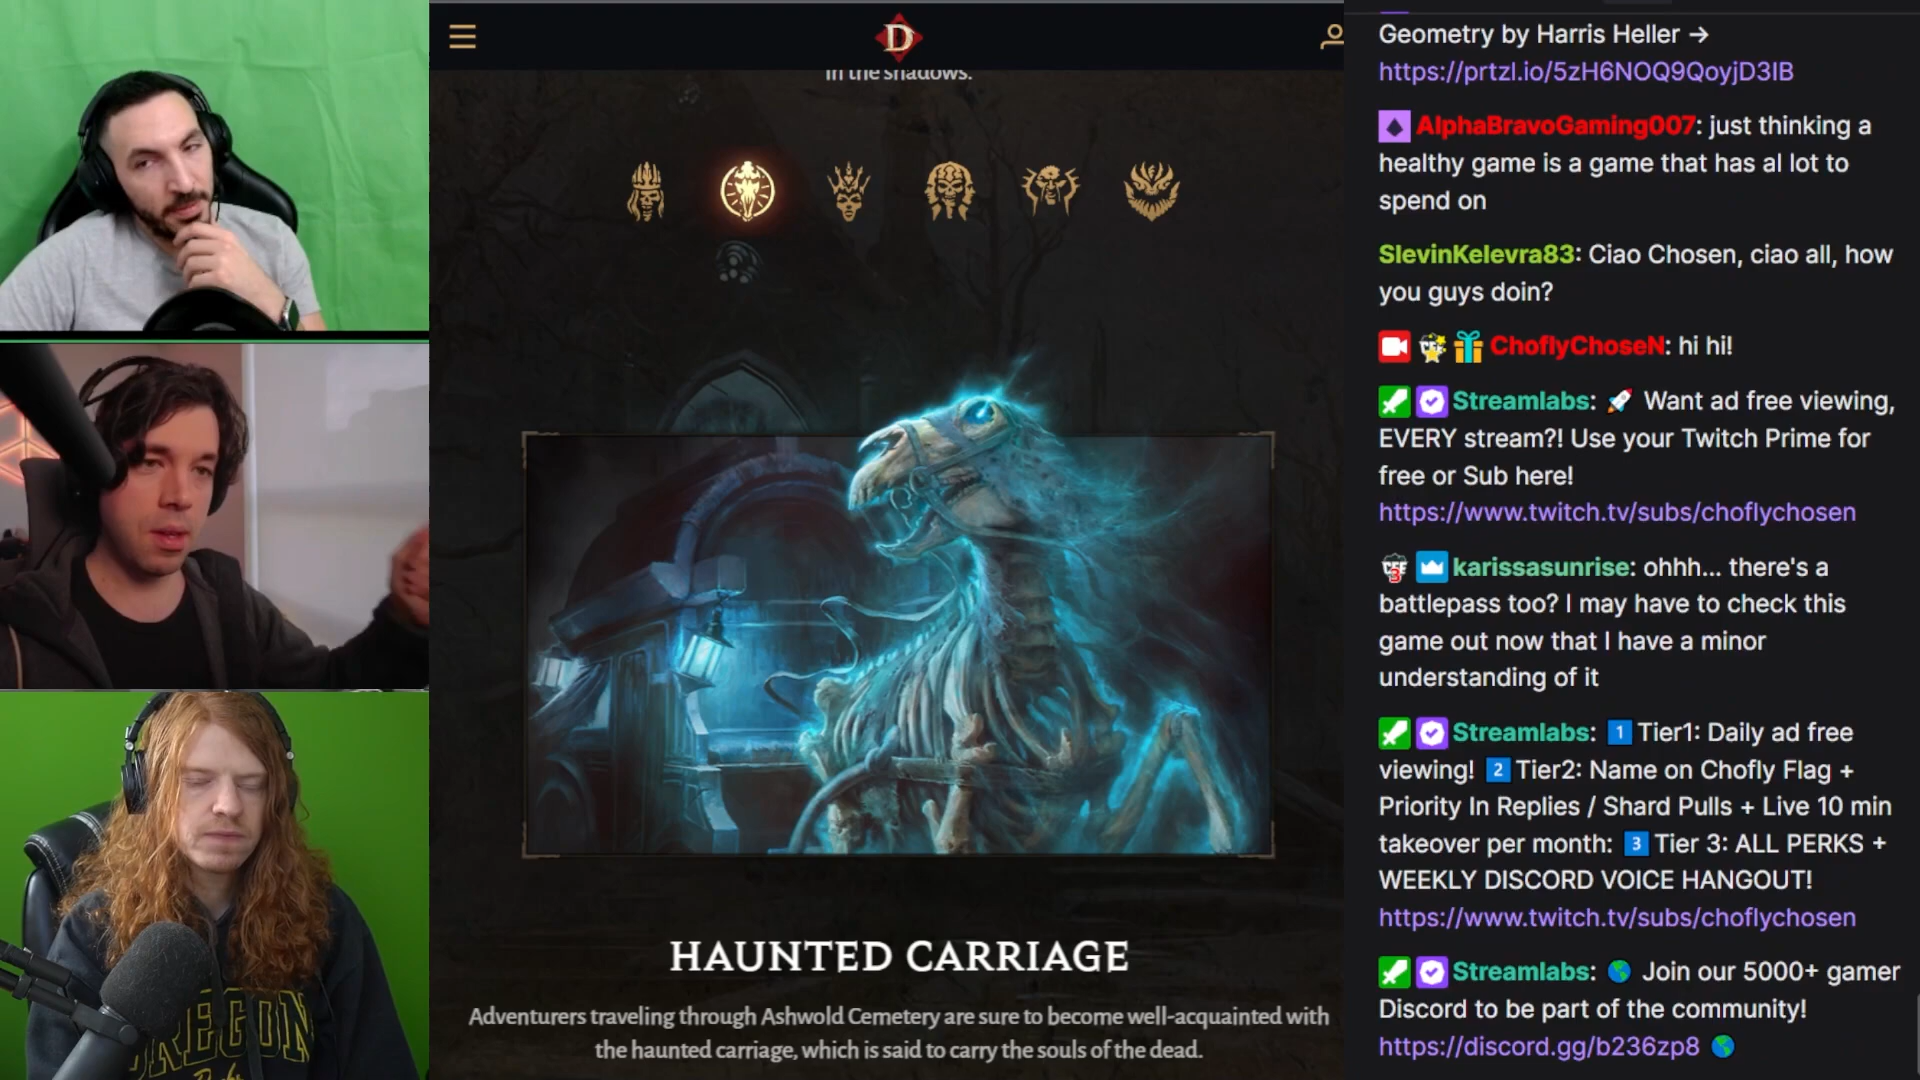 in the shadows.
HAUNTED CARRIAGE
Adventurers traveling through Ashwold Cemetery are sure to become well-acquainted with
the haunted carriage, which is said to carry the souls of the dead.
OREGON
Geometry by Harris Heller →
https://prtzl.io/5zH6NOQ9QoyjD3IB
AlphaBravoGaming007: just thinking a
healthy game is a game that has al lot to
spend on
SlevinKelevra83: Ciao Chosen, ciao all, how
you guys doin?
ChoflyChoseN: hi hi!
Streamlabs: 🚀 Want ad free viewing,
EVERY stream?! Use your Twitch Prime for
free or Sub here!
https://www.twitch.tv/subs/choflychosen
karissasunrise: ohhh... there's a
battlepass too? I may have to check this
game out now that I have a minor
understanding of it
Streamlabs: 1 Tier1: Daily ad free
viewing! 2 Tier2: Name on Chofly Flag +
Priority In Replies / Shard Pulls + Live 10 min
takeover per month: 3 Tier 3: ALL PERKS +
WEEKLY DISCORD VOICE HANGOUT!
https://www.twitch.tv/subs/choflychosen
Streamlabs: 🌎 Join our 5000+ gamer
Discord to be part of the community!
https://discord.gg/b236zp8 🌎